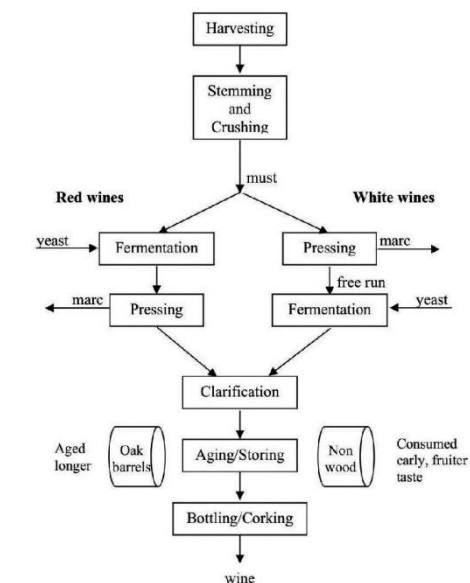 Harvesting
Stemming
and
Crushing
must
Red wines
White wines
yeast
Fermentation
Pressing
marc
free run
marc
Pressing
Fermentation
yeast
Clarification
Aged
longer
Oak
barrels
Aging/Storing
Non
wood
Consumed
early, fruiter
taste
Bottling/Corking
wine